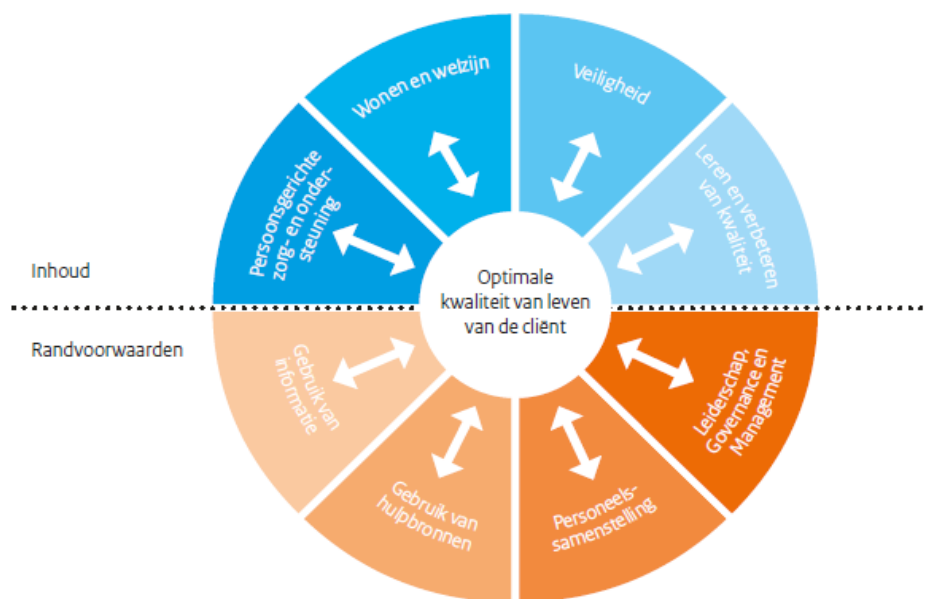 Wonen en welzijn
Veiligheid
Persoonsgerichte
zorg- en onder-
steuning
Leren en verbeteren
van kwaliteit
Inhoud
Optimale
kwaliteit van leven
van de cliënt
Randvoorwaarden
Gebruik van
informatie
Leiderschap,
Governance en
Management
Gebruik van
hulpbronnen
Personeels-
samenstelling